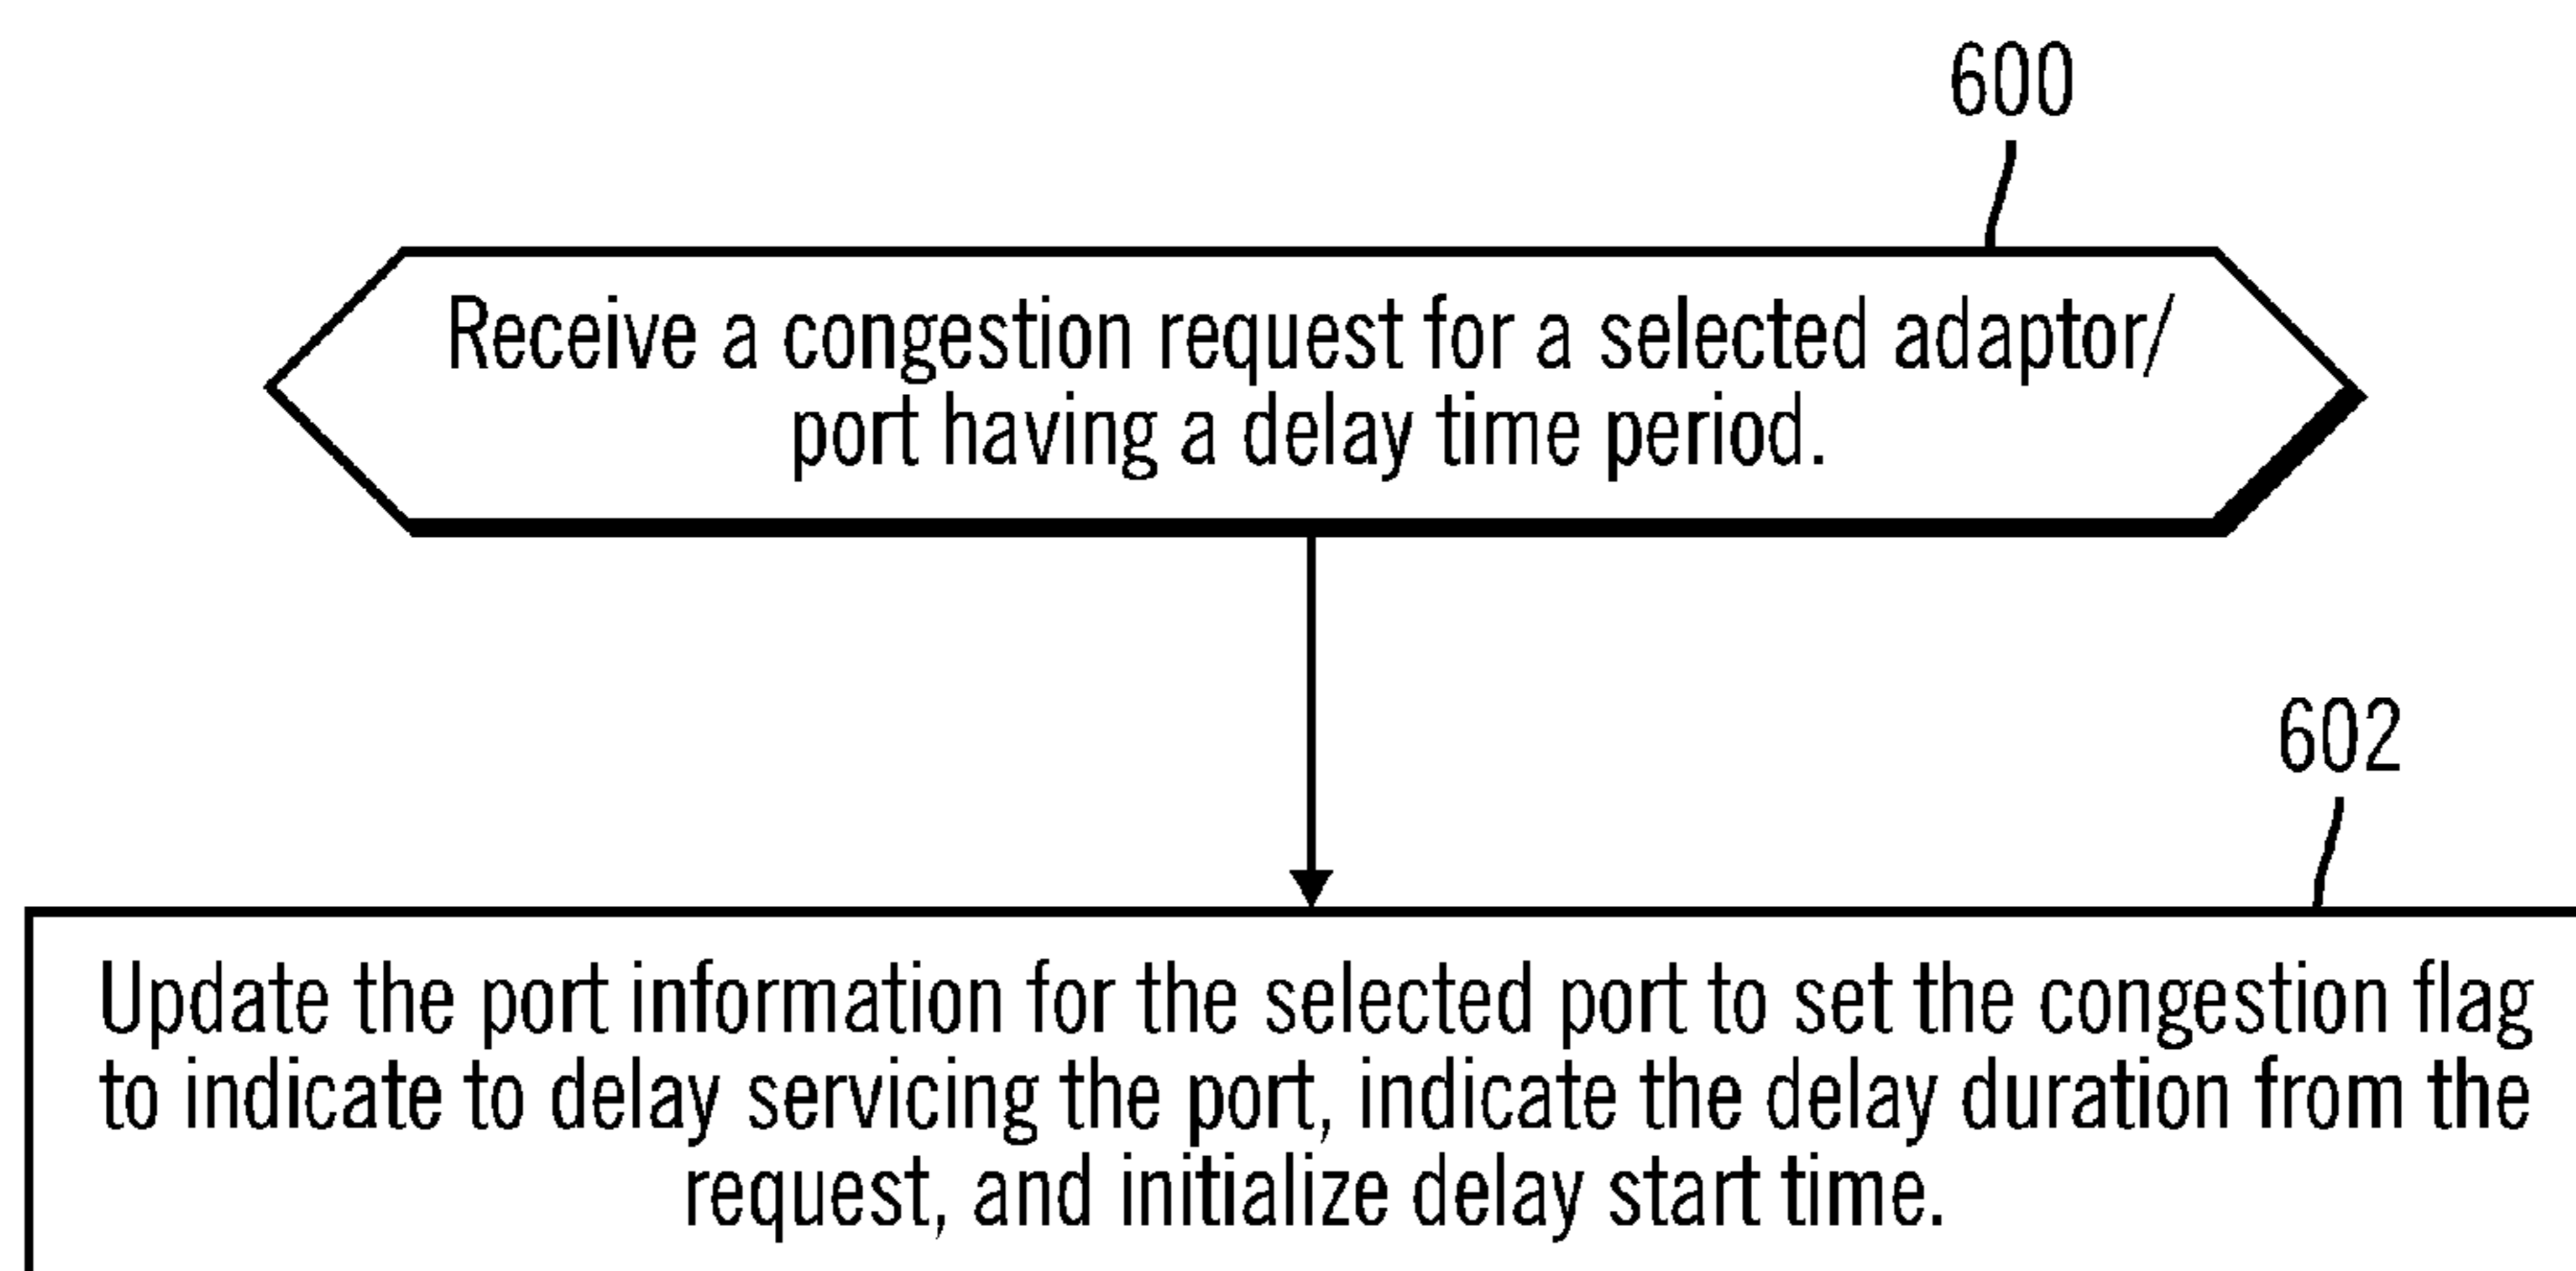 600
Receive a congestion request for a selected adaptor/
port having a delay time period.
602
Update the port information for the selected port to set the congestion flag
to indicate to delay servicing the port, indicate the delay duration from the
request, and initialize delay start time.